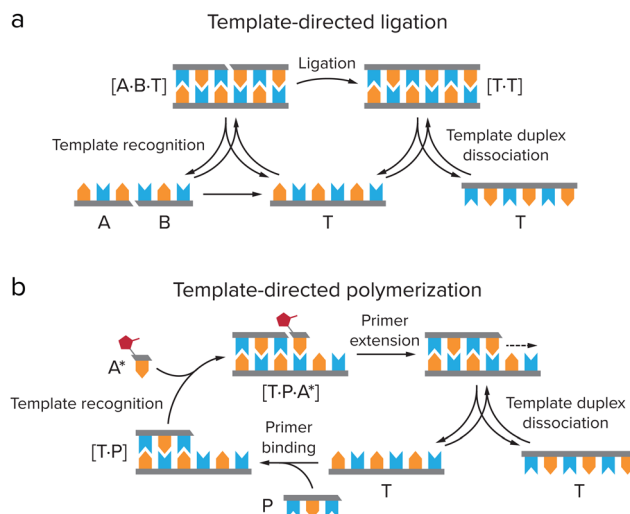 a
Template-directed ligation
Ligation
[A·B·T]
[T·T]
Template recognition
Template duplex
dissociation
A
B
T
T
b
Template-directed polymerization
A*
Primer
extension
[T·P·A*]
Template recognition
Template duplex
dissociation
Primer
binding
[T·P]
T
T
P